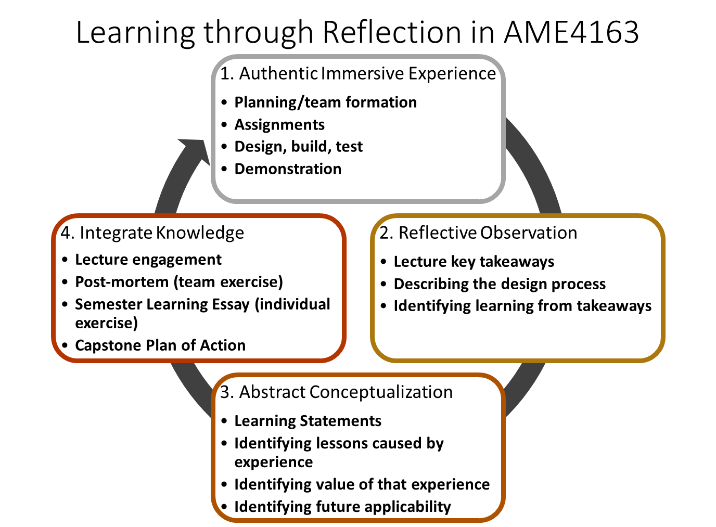 Learning through Reflection in AME4163
1. Authentic Immersive Experience
• Planning/team formation
• Assignments
• Design, build, test
• Demonstration
2. Reflective Observation
• Lecture key takeaways
• Describing the design process
• Identifying learning from takeaways
3. Abstract Conceptualization
• Learning Statements
• Identifying lessons caused by
experience
• Identifying value of that experience
• Identifying future applicability
4. Integrate Knowledge
• Lecture engagement
• Post-mortem (team exercise)
• Semester Learning Essay (individual
exercise)
• Capstone Plan of Action